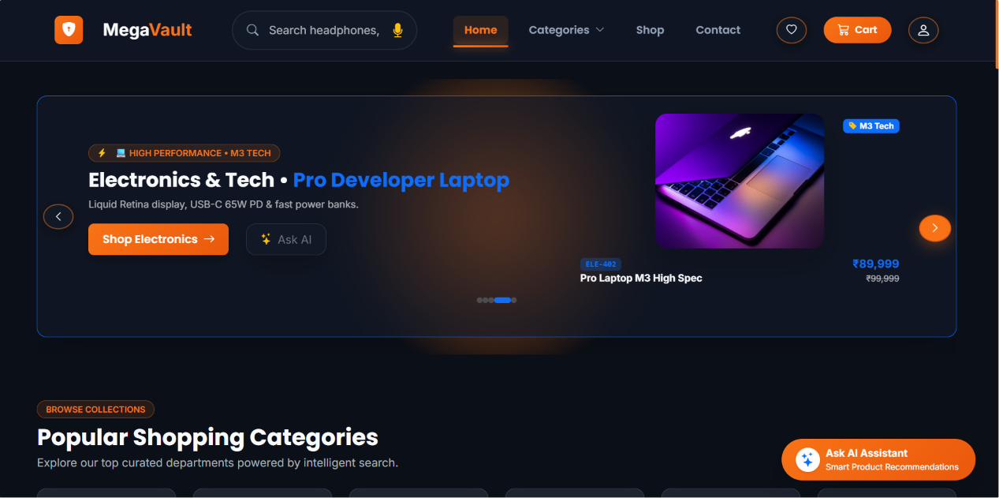 MegaVault
Search headphones,
Home
Categories
Shop
Contact
Cart
HIGH PERFORMANCE • M3 TECH
Electronics & Tech • Pro Developer Laptop
Liquid Retina display, USB-C 65W PD & fast power banks.
Shop Electronics →
Ask AI
M3 Tech
ELE-402
Pro Laptop M3 High Spec
₹89,999
₹99,999
BROWSE COLLECTIONS
Popular Shopping Categories
Explore our top curated departments powered by intelligent search.
Ask AI Assistant
Smart Product Recommendations